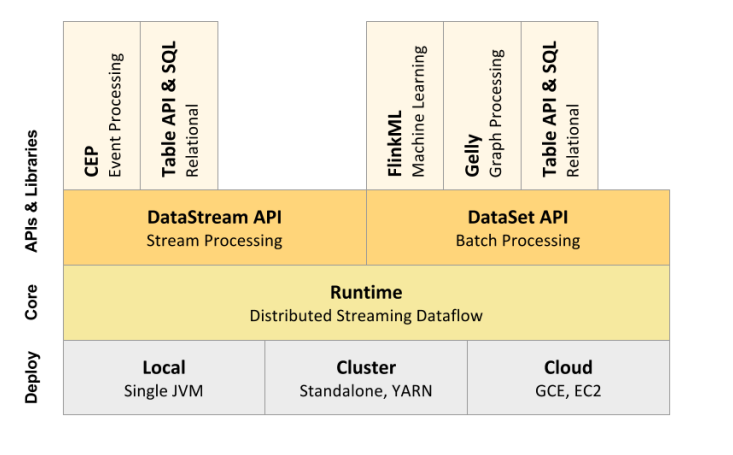 APIs & Libraries
CEP
Event Processing
Table API & SQL
Relational
FlinkML
Machine Learning
Gelly
Graph Processing
Table API & SQL
Relational
DataStream API
Stream Processing
DataSet API
Batch Processing
Core
Runtime
Distributed Streaming Dataflow
Deploy
Local
Single JVM
Cluster
Standalone, YARN
Cloud
GCE, EC2